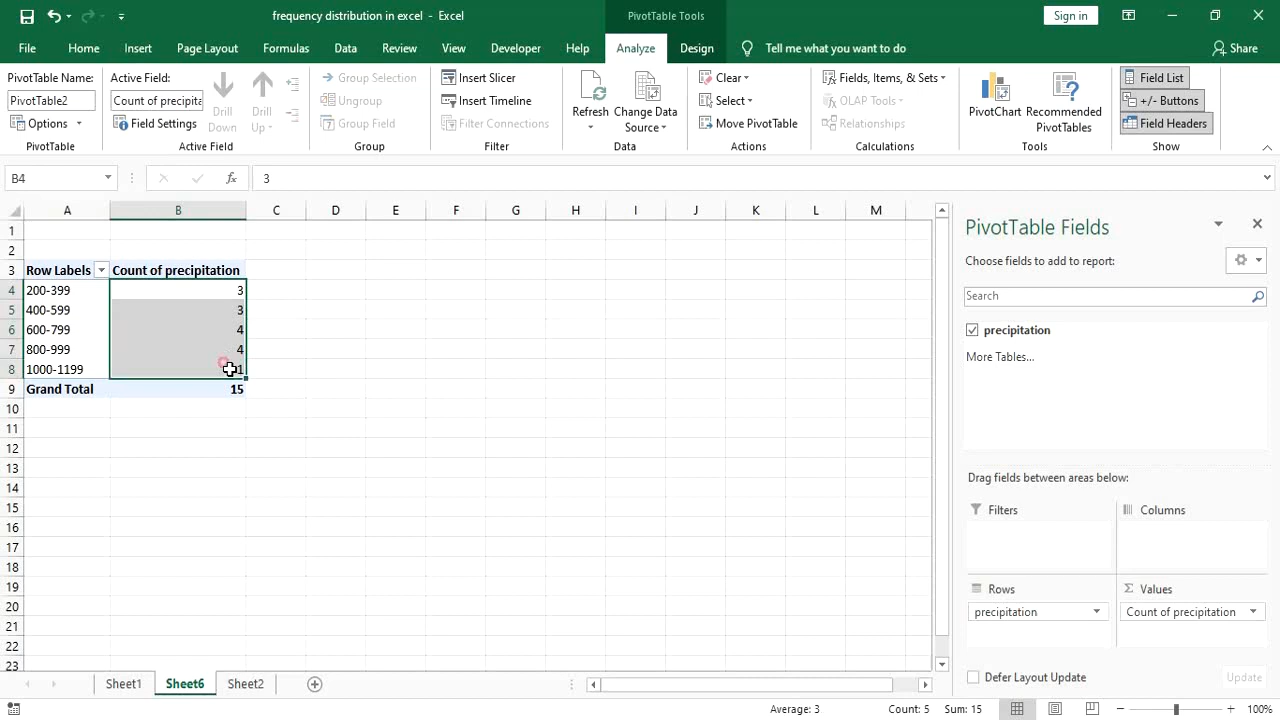 frequency distribution in excel - Excel
PivotTable Tools
Sign in
File
Home
Insert
Page Layout
Formulas
Data
Review
View
Developer
Help
Analyze
Design
Tell me what you want to do
Share
PivotTable Name:
PivotTable2
Options
PivotTable
Active Field:
Count of precipita
Field Settings
Drill Down
Drill Up
Active Field
Group Selection
Ungroup
Group Field
Group
Insert Slicer
Insert Timeline
Filter Connections
Filter
Refresh
Change Data Source
Data
Clear
Select
Move PivotTable
Actions
Fields, Items, & Sets
OLAP Tools
Relationships
Calculations
PivotChart
Recommended PivotTables
Tools
Field List
+/- Buttons
Field Headers
Show
B4
fx
3
A B C D E F G H I J K L M
1
2
3 Row Labels Count of precipitation
4 200-399 3
5 400-599 3
6 600-799 4
7 800-999 4
8 1000-1199 1
9 Grand Total 15
10
11
12
13
14
15
16
17
18
19
20
21
22
23
PivotTable Fields
Choose fields to add to report:
Search
precipitation
More Tables...
Drag fields between areas below:
Filters
Columns
Rows
Σ Values
precipitation
Count of precipitation
Defer Layout Update
Update
Sheet1
Sheet6
Sheet2
Average: 3
Count: 5
Sum: 15
100%